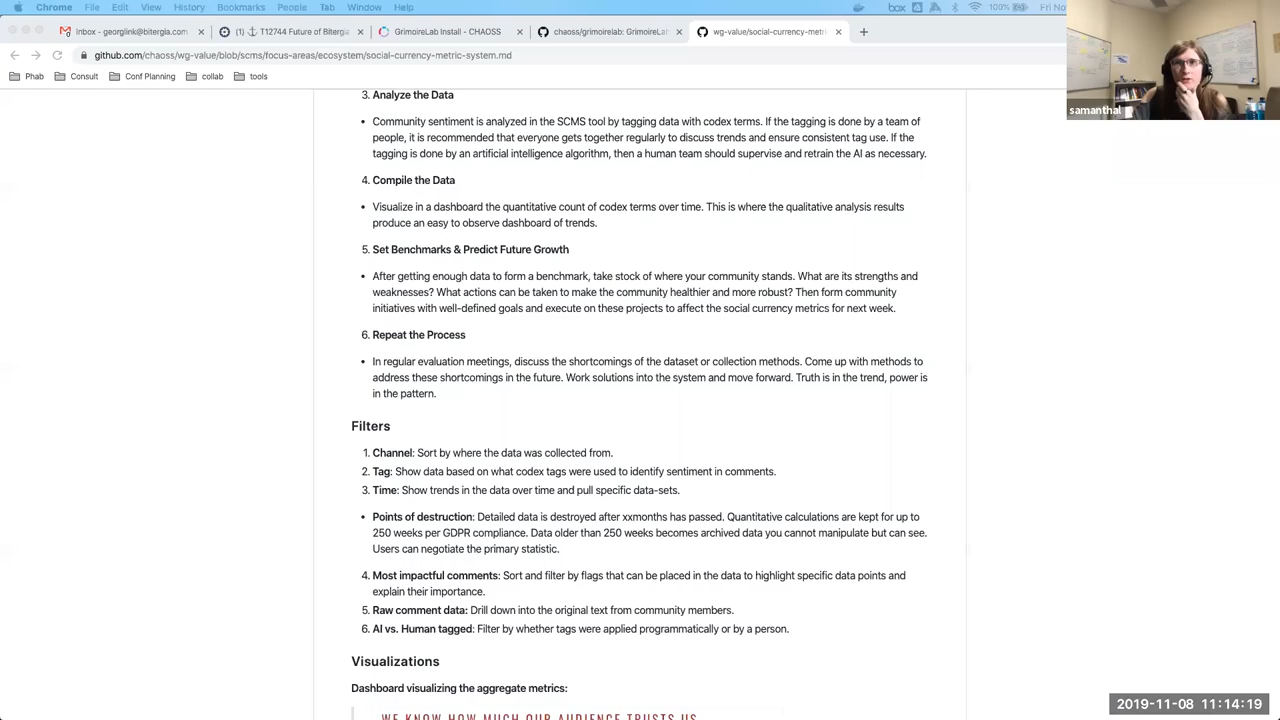 Chrome File Edit View History Bookmarks People Tab Window Help box 100% Fri No
Inbox - georglink@bitergia.com (1) T12744 Future of Bitergia GrimoireLab Install - CHAOSS chaoss/grimoirelab: GrimoireLab wg-value/social-currency-metri
github.com/chaoss/wg-value/blob/scms/focus-areas/ecosystem/social-currency-metric-system.md
Phab Consult Conf Planning collab tools
samanthal
3. Analyze the Data
• Community sentiment is analyzed in the SCMS tool by tagging data with codex terms. If the tagging is done by a team of
people, it is recommended that everyone gets together regularly to discuss trends and ensure consistent tag use. If the
tagging is done by an artificial intelligence algorithm, then a human team should supervise and retrain the AI as necessary.
4. Compile the Data
• Visualize in a dashboard the quantitative count of codex terms over time. This is where the qualitative analysis results
produce an easy to observe dashboard of trends.
5. Set Benchmarks & Predict Future Growth
• After getting enough data to form a benchmark, take stock of where your community stands. What are its strengths and
weaknesses? What actions can be taken to make the community healthier and more robust? Then form community
initiatives with well-defined goals and execute on these projects to affect the social currency metrics for next week.
6. Repeat the Process
• In regular evaluation meetings, discuss the shortcomings of the dataset or collection methods. Come up with methods to
address these shortcomings in the future. Work solutions into the system and move forward. Truth is in the trend, power is
in the pattern.
Filters
1. Channel: Sort by where the data was collected from.
2. Tag: Show data based on what codex tags were used to identify sentiment in comments.
3. Time: Show trends in the data over time and pull specific data-sets.
• Points of destruction: Detailed data is destroyed after xxmonths has passed. Quantitative calculations are kept for up to
250 weeks per GDPR compliance. Data older than 250 weeks becomes archived data you cannot manipulate but can see.
Users can negotiate the primary statistic.
4. Most impactful comments: Sort and filter by flags that can be placed in the data to highlight specific data points and
explain their importance.
5. Raw comment data: Drill down into the original text from community members.
6. AI vs. Human tagged: Filter by whether tags were applied programmatically or by a person.
Visualizations
Dashboard visualizing the aggregate metrics:
WE KNOW HOW MUCH OUR AUDIENCE TRUSTS US
2019-11-08 11:14:19